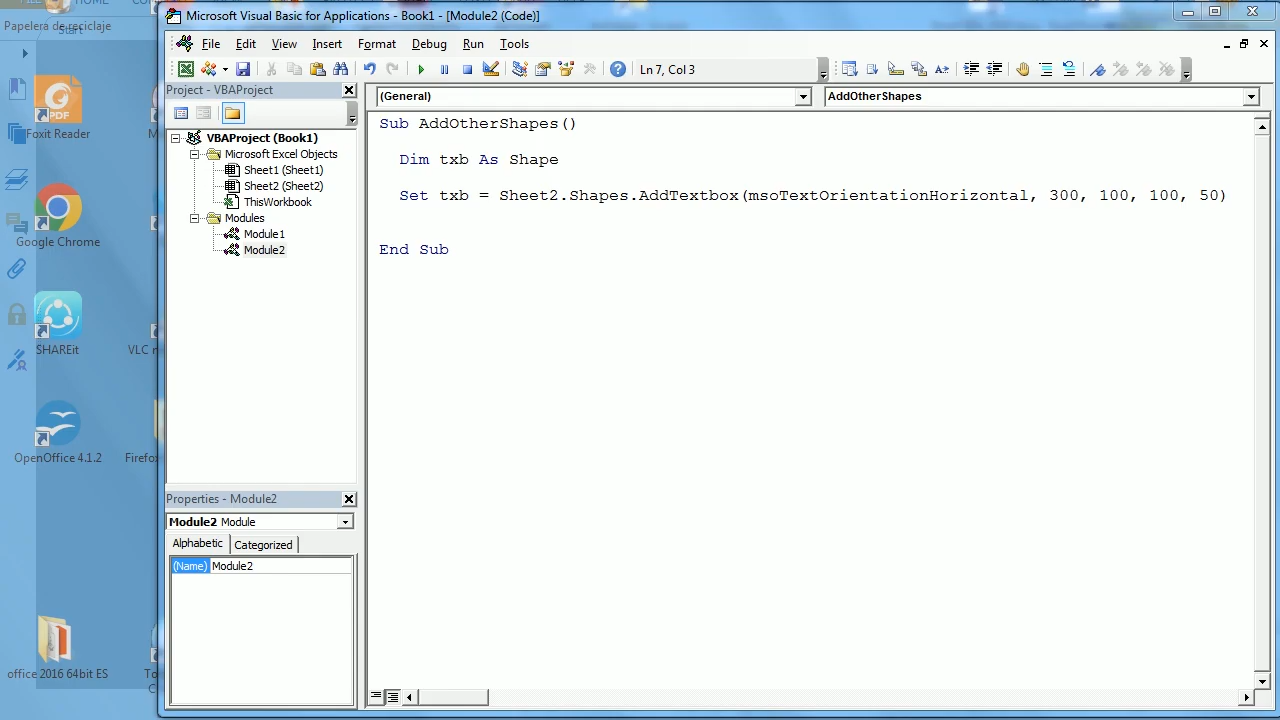 Papelera de reciclaje
Start
Foxit Reader
Google Chrome
SHAREit
VLC
OpenOffice 4.1.2
Firefox
office 2016 64bit ES
Microsoft Visual Basic for Applications - Book1 - [Module2 (Code)]
File Edit View Insert Format Debug Run Tools
Ln 7, Col 3
Project - VBAProject
VBAProject (Book1)
Microsoft Excel Objects
Sheet1 (Sheet1)
Sheet2 (Sheet2)
ThisWorkbook
Modules
Module1
Module2
Properties - Module2
Module2 Module
Alphabetic Categorized
(Name) Module2
(General) AddOtherShapes
Sub AddOtherShapes()
Dim txb As Shape
Set txb = Sheet2.Shapes.AddTextbox(msoTextOrientationHorizontal, 300, 100, 100, 50)
End Sub